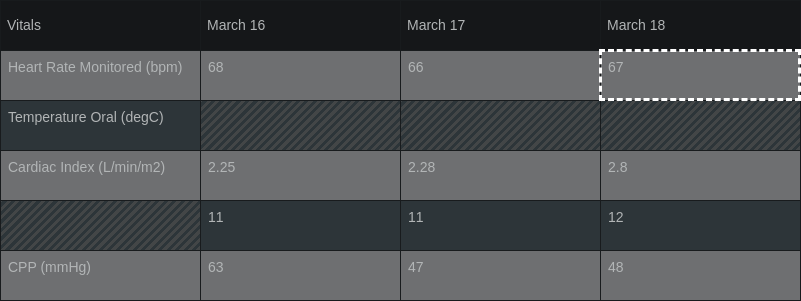 Vitals March 16 March 17 March 18
Heart Rate Monitored (bpm) 68 66 67
Temperature Oral (degC)
Cardiac Index (L/min/m2) 2.25 2.28 2.8
11 11 12
CPP (mmHg) 63 47 48